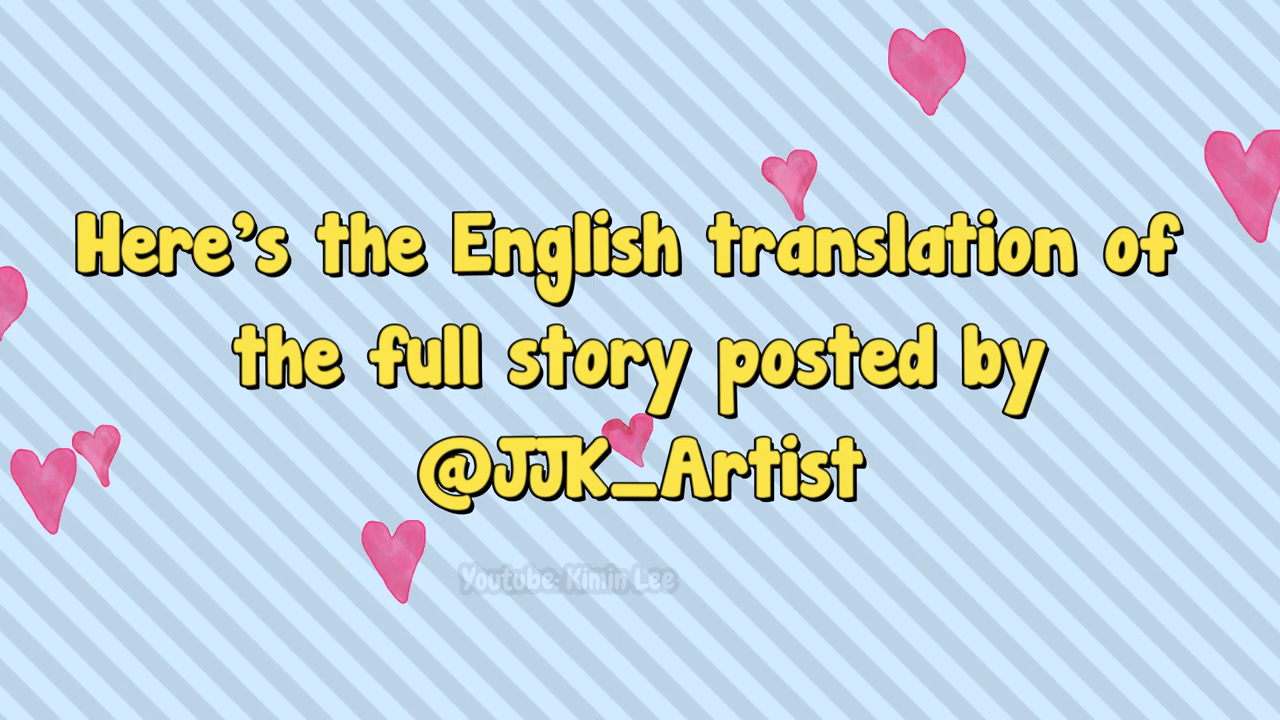 Here's the English translation of
the full story posted by
@JJK_Artist
Youtube: Kimin Lee